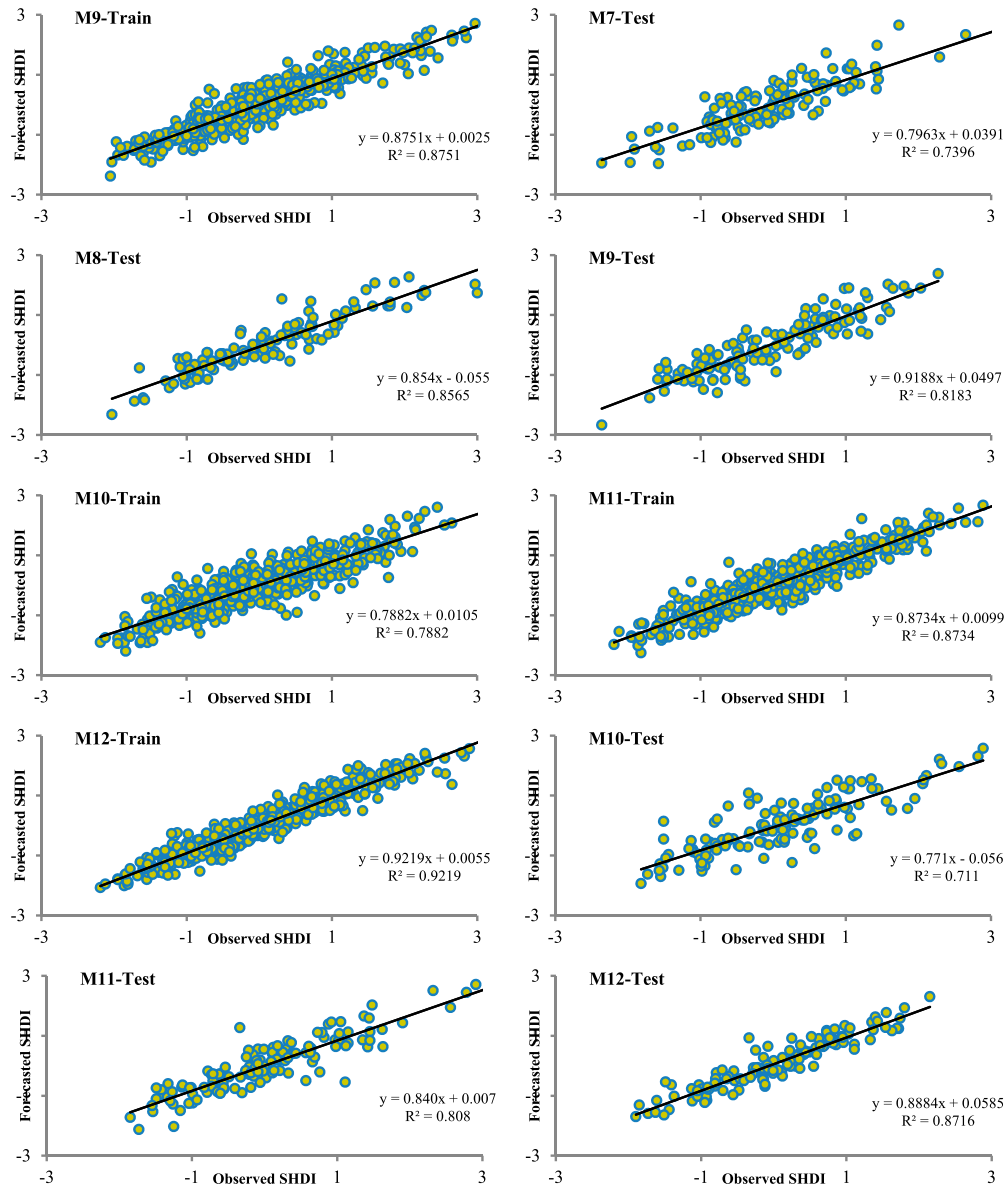 M9-Train
3
Forecasted SHDI
-1
y = 0.8751x + 0.0025
R² = 0.8751
-3
-3
-1
Observed SHDI
1
3
M7-Test
3
Forecasted SHDI
-1
y = 0.7963x + 0.0391
R² = 0.7396
-3
-3
-1
Observed SHDI
1
3
M8-Test
3
Forecasted SHDI
-1
y = 0.854x - 0.055
R² = 0.8565
-3
-3
-1
Observed SHDI
1
3
M9-Test
3
Forecasted SHDI
-1
y = 0.9188x + 0.0497
R² = 0.8183
-3
-3
-1
Observed SHDI
1
3
M10-Train
3
Forecasted SHDI
-1
y = 0.7882x + 0.0105
R² = 0.7882
-3
-3
-1
Observed SHDI
1
3
M11-Train
3
Forecasted SHDI
-1
y = 0.8734x + 0.0099
R² = 0.8734
-3
-3
-1
Observed SHDI
1
3
M12-Train
3
Forecasted SHDI
-1
y = 0.9219x + 0.0055
R² = 0.9219
-3
-3
-1
Observed SHDI
1
3
M10-Test
3
Forecasted SHDI
-1
y = 0.771x - 0.056
R² = 0.711
-3
-3
-1
Observed SHDI
1
3
M11-Test
3
Forecasted SHDI
-1
y = 0.840x + 0.007
R² = 0.808
-3
-3
-1
Observed SHDI
1
3
M12-Test
3
Forecasted SHDI
-1
y = 0.8884x + 0.0585
R² = 0.8716
-3
-3
-1
Observed SHDI
1
3